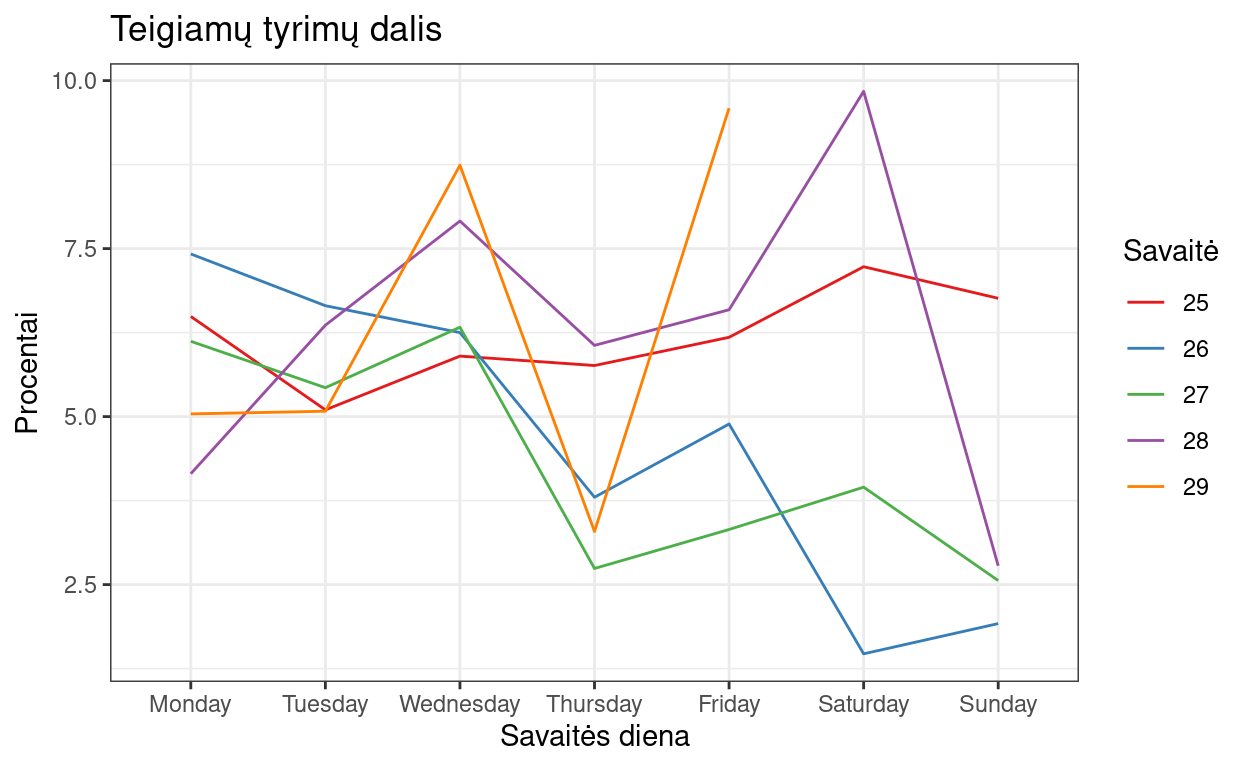 Teigiamų tyrimų dalis
Procentai
10.0
7.5
5.0
2.5
Monday Tuesday Wednesday Thursday Friday Saturday Sunday
Savaitės diena
Savaitė
25
26
27
28
29